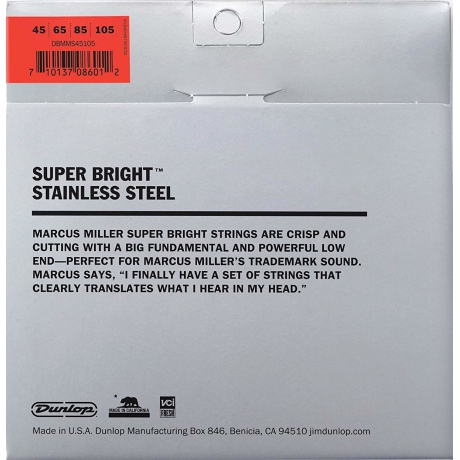 45 65 85 105
DBMMS45105
7 10137 08601 2
SUPER BRIGHT™
STAINLESS STEEL
MARCUS MILLER SUPER BRIGHT STRINGS ARE CRISP AND
CUTTING WITH A BIG FUNDAMENTAL AND POWERFUL LOW
END—PERFECT FOR MARCUS MILLER'S TRADEMARK SOUND.
MARCUS SAYS, “I FINALLY HAVE A SET OF STRINGS THAT
CLEARLY TRANSLATES WHAT I HEAR IN MY HEAD.”
Dunlop
MADE IN CALIFORNIA
VCI
FRESH
Made in U.S.A. Dunlop Manufacturing Box 846, Benicia, CA 94510 jimdunlop.com